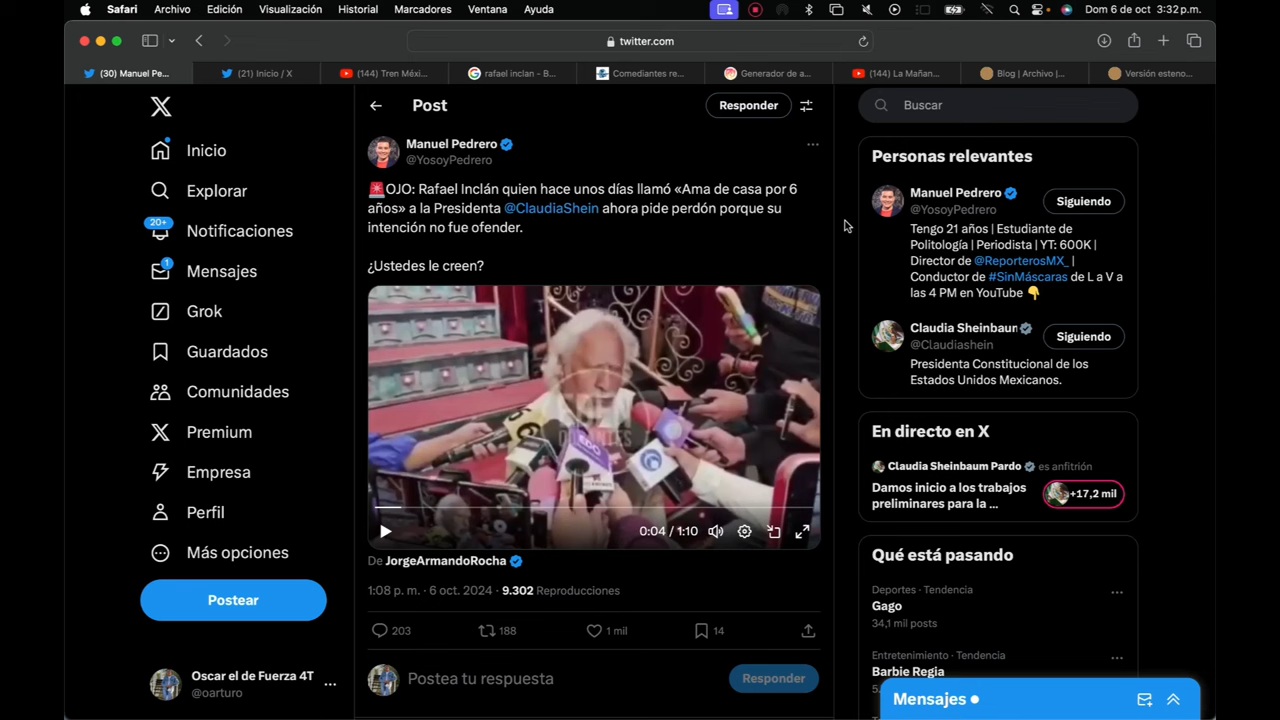 Safari Archivo Edición Visualización Historial Marcadores Ventana Ayuda Dom 6 de oct 3:32 p.m.
twitter.com
(30) Manuel Pe... (21) Inicio / X (144) Tren Méxi... rafael inclan - B... Comediantes re... Generador de a... (144) La Mañan... Blog | Archivo |... Versión esteno...
Post
Responder
Buscar
Inicio
Explorar
20+
Notificaciones
1
Mensajes
Grok
Guardados
Comunidades
Premium
Empresa
Perfil
Más opciones
Postear
Oscar el de Fuerza 4T
@oarturo
Manuel Pedrero
@YosoyPedrero
OJO: Rafael Inclán quien hace unos días llamó «Ama de casa por 6
años» a la Presidenta @ClaudiaShein ahora pide perdón porque su
intención no fue ofender.
¿Ustedes le creen?
0:04 / 1:10
De JorgeArmandoRocha
1:08 p. m. · 6 oct. 2024 · 9.302 Reproducciones
203 188 1 mil 14
Postea tu respuesta
Responder
Personas relevantes
Manuel Pedrero
@YosoyPedrero
Siguiendo
Tengo 21 años | Estudiante de
Politología | Periodista | YT: 600K |
Director de @ReporterosMX_ |
Conductor de #SinMáscaras de L a V a
las 4 PM en YouTube
Claudia Sheinbaum
@Claudiashein
Siguiendo
Presidenta Constitucional de los
Estados Unidos Mexicanos.
En directo en X
Claudia Sheinbaum Pardo es anfitrión
Damos inicio a los trabajos
preliminares para la ...
+17,2 mil
Qué está pasando
Deportes · Tendencia
Gago
34,1 mil posts
Entretenimiento · Tendencia
Barbie Regia
Mensajes